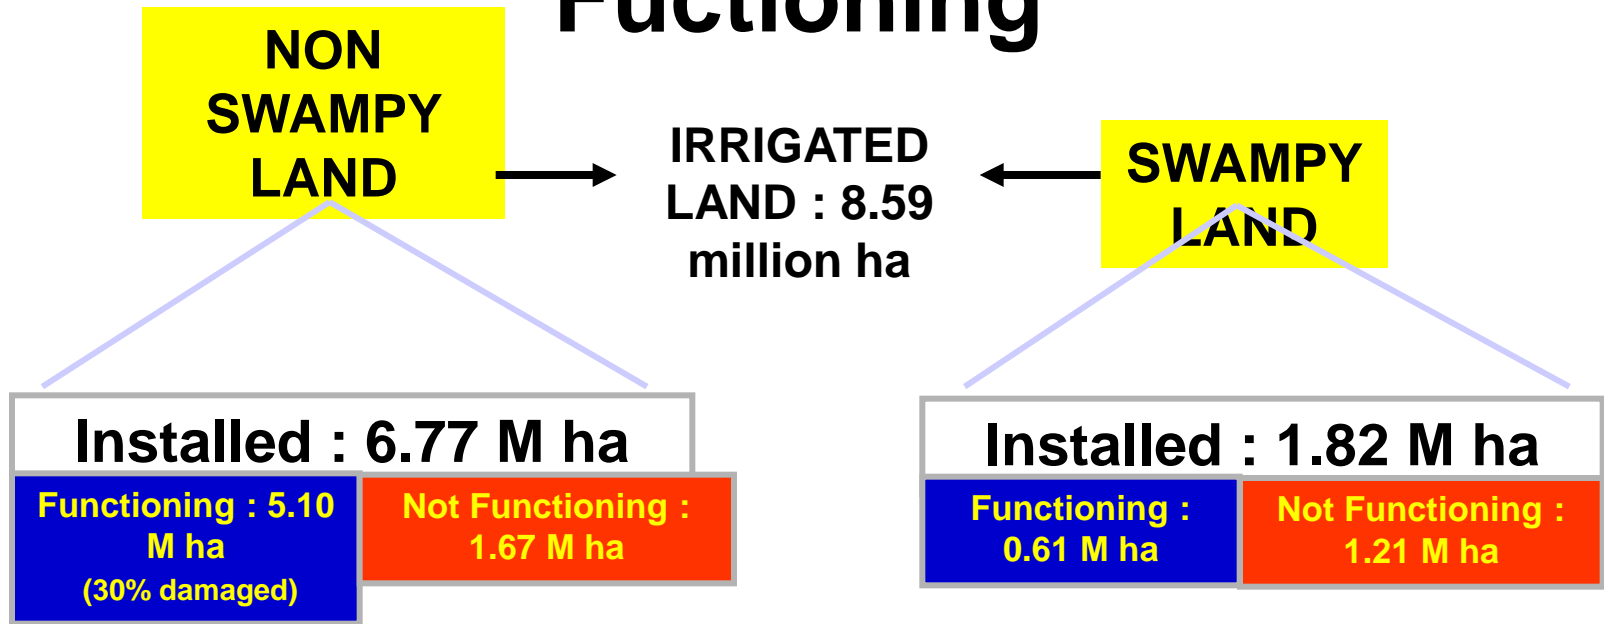 Fuctioning
NON
SWAMPY
LAND
IRRIGATED
LAND : 8.59
million ha
SWAMPY
LAND
Installed : 6.77 M ha
Functioning : 5.10
M ha
(30% damaged)
Not Functioning :
1.67 M ha
Installed : 1.82 M ha
Functioning :
0.61 M ha
Not Functioning :
1.21 M ha